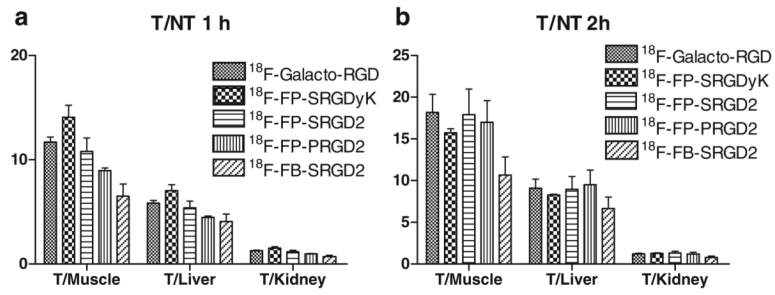 a
T/NT 1 h
20
10
0
¹⁸F-Galacto-RGD
¹⁸F-FP-SRGDyK
¹⁸F-FP-SRGD2
¹⁸F-FP-PRGD2
¹⁸F-FB-SRGD2
T/Muscle T/Liver T/Kidney
b
T/NT 2h
25
20
15
10
5
0
¹⁸F-Galacto-RGD
¹⁸F-FP-SRGDyK
¹⁸F-FP-SRGD2
¹⁸F-FP-PRGD2
¹⁸F-FB-SRGD2
T/Muscle T/Liver T/Kidney